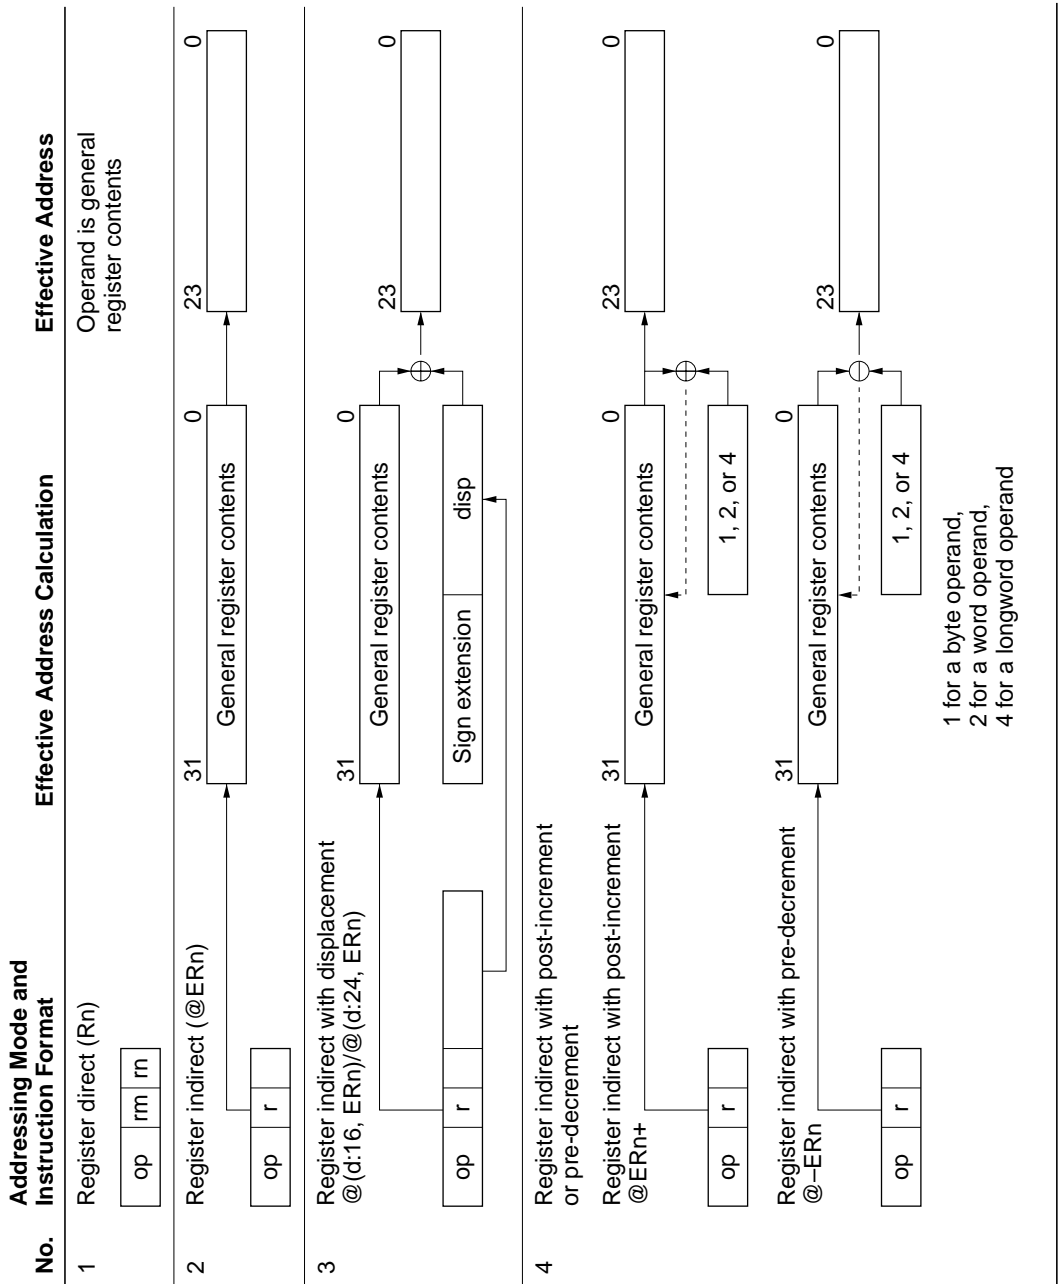 No.
Addressing Mode and
Instruction Format
Effective Address Calculation
Effective Address
1
Register direct (Rn)
op rm rn
Operand is general
register contents
2
Register indirect (@ERn)
op r
31 0
General register contents
23 0
3
Register indirect with displacement
@(d:16, ERn)/@(d:24, ERn)
op r
31 0
General register contents
Sign extension disp
23 0
4
Register indirect with post-increment
or pre-decrement
Register indirect with post-increment
@ERn+
op r
31 0
General register contents
1, 2, or 4
23 0
Register indirect with pre-decrement
@–ERn
op r
31 0
General register contents
1, 2, or 4
23 0
1 for a byte operand,
2 for a word operand,
4 for a longword operand